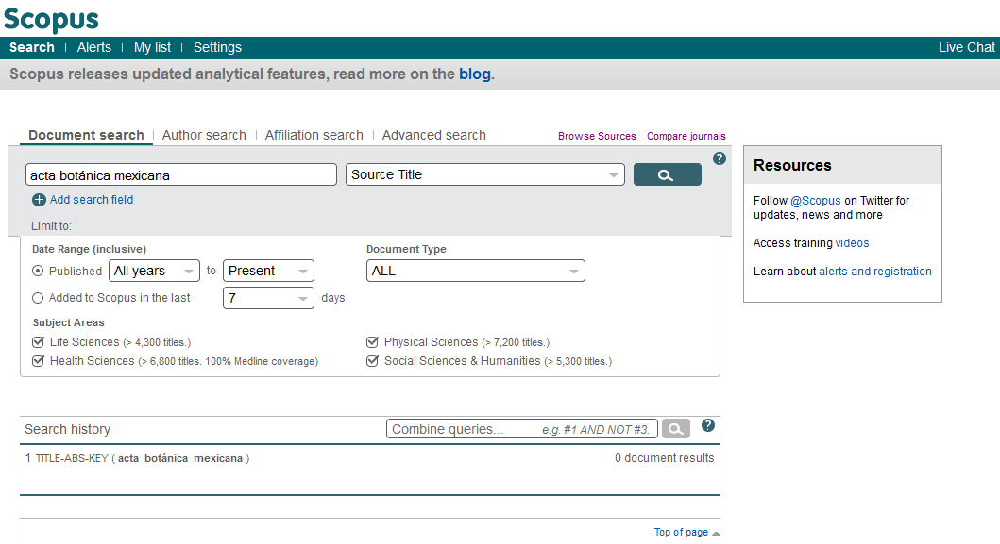 Scopus
Search | Alerts | My list | Settings Live Chat
Scopus releases updated analytical features, read more on the blog.
Document search | Author search | Affiliation search | Advanced search Browse Sources Compare journals
acta botánica mexicana Source Title ?
Add search field
Limit to:
Date Range (inclusive) Document Type
Published All years to Present ALL
Added to Scopus in the last 7 days
Subject Areas
Life Sciences (> 4,300 titles.) Physical Sciences (> 7,200 titles.)
Health Sciences (> 6,800 titles. 100% Medline coverage) Social Sciences & Humanities (> 5,300 titles.)
Resources
Follow @Scopus on Twitter for
updates, news and more
Access training videos
Learn about alerts and registration
Search history Combine queries... e.g. #1 AND NOT #3. ?
1 TITLE-ABS-KEY ( acta botánica mexicana ) 0 document results
Top of page